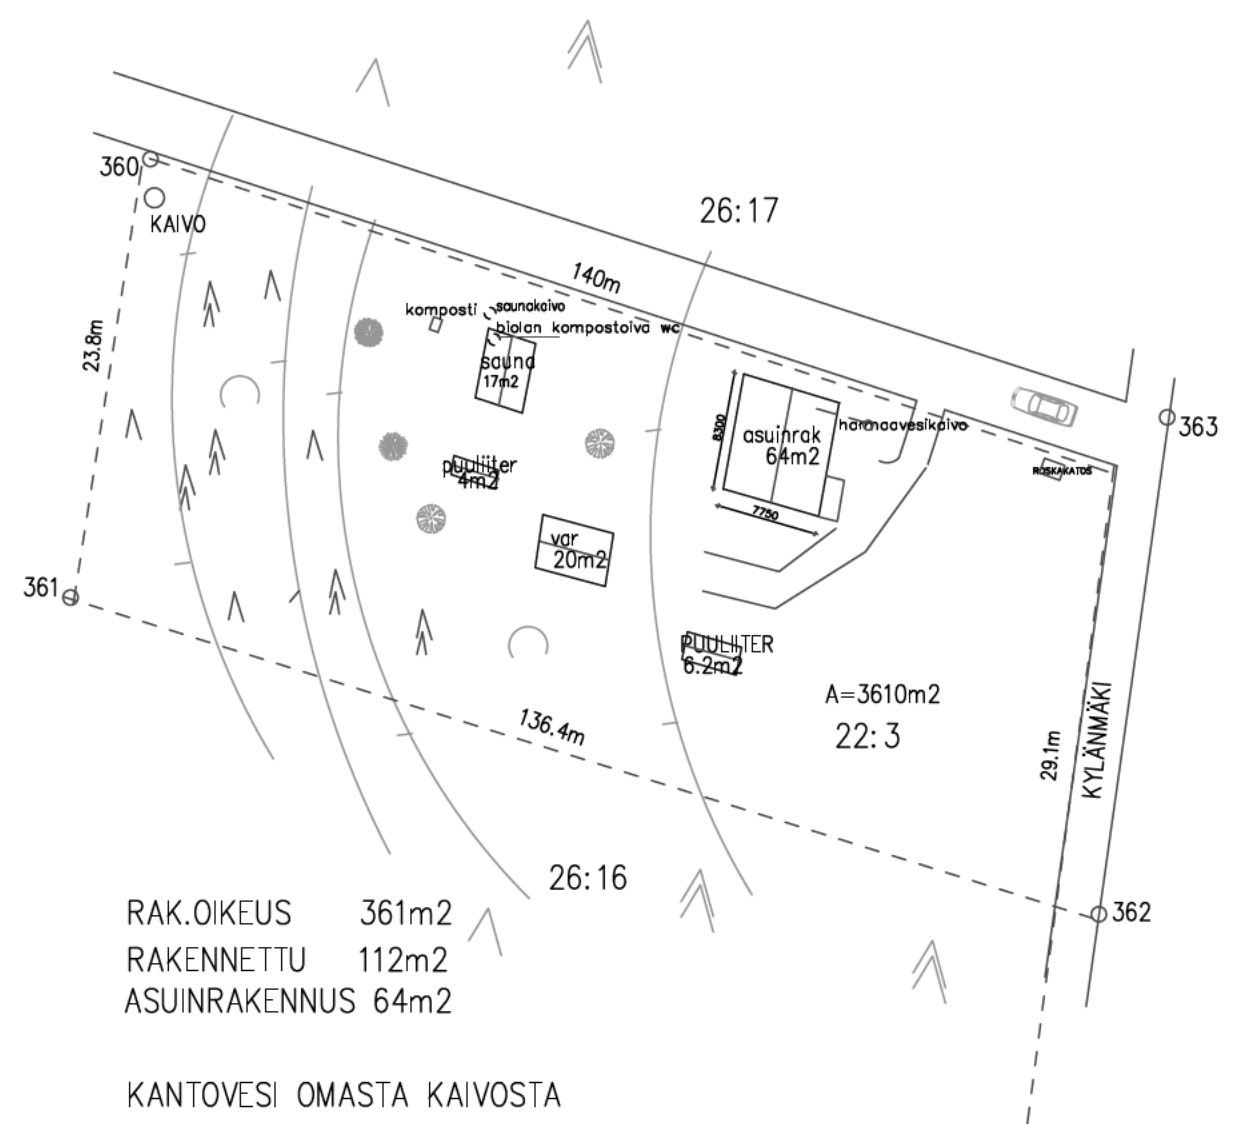 360
KAIVO
26:17
140m
23.8m
komposti
saunakaivo
biolan kompostoiva wc
sauna
17m2
8300
asuinrak
64m2
harmaavesikaivo
363
ROSKAKATOS
puuliiter
4m2
7750
var
20m2
361
PUULIITER
6.2m2
A=3610m2
22:3
136.4m
29.1m
KYLÄNMÄKI
26:16
362
RAK.OIKEUS 361m2
RAKENNETTU 112m2
ASUINRAKENNUS 64m2
KANTOVESI OMASTA KAIVOSTA